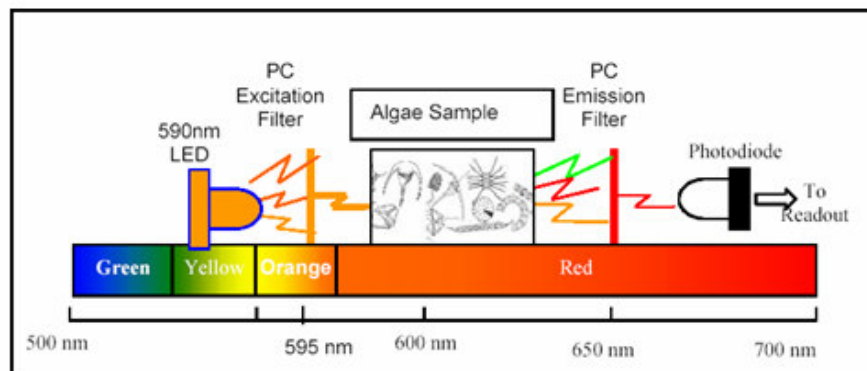 PC
Excitation
Filter
590nm
LED
Algae Sample
PC
Emission
Filter
Photodiode
To
Readout
Green
Yellow
Orange
Red
500 nm
595 nm
600 nm
650 nm
700 nm